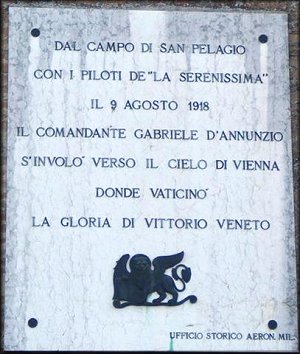 DAL CAMPO DI SAN PELAGIO
CON I PILOTI DE "LA SERENISSIMA"
IL 9 AGOSTO 1918
IL COMANDANTE GABRIELE D'ANNUNZIO
S'INVOLO' VERSO IL CIELO DI VIENNA
DONDE VATICINO'
LA GLORIA DI VITTORIO VENETO
UFFICIO STORICO AERON. MIL.